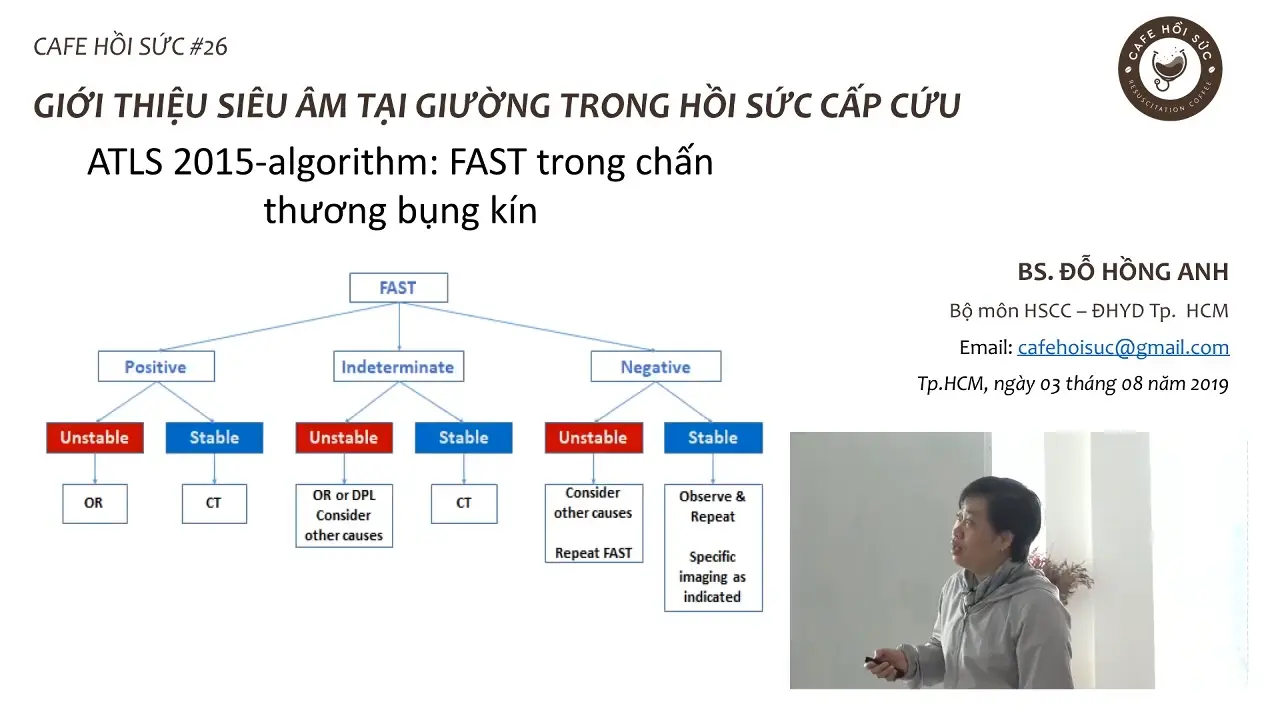 CAFE HỒI SỨC #26
CAFE HỒI SỨC
RESUSCITATION COFFEE
GIỚI THIỆU SIÊU ÂM TẠI GIƯỜNG TRONG HỒI SỨC CẤP CỨU
ATLS 2015-algorithm: FAST trong chấn
thương bụng kín
BS. ĐỖ HỒNG ANH
Bộ môn HSCC – ĐHYD Tp. HCM
Email: cafehoisuc@gmail.com
Tp.HCM, ngày 03 tháng 08 năm 2019
FAST
Positive
Indeterminate
Negative
Unstable
Stable
Unstable
Stable
Unstable
Stable
OR
CT
OR or DPL
Consider
other causes
CT
Consider
other causes
Repeat FAST
Observe &
Repeat
Specific
imaging as
indicated